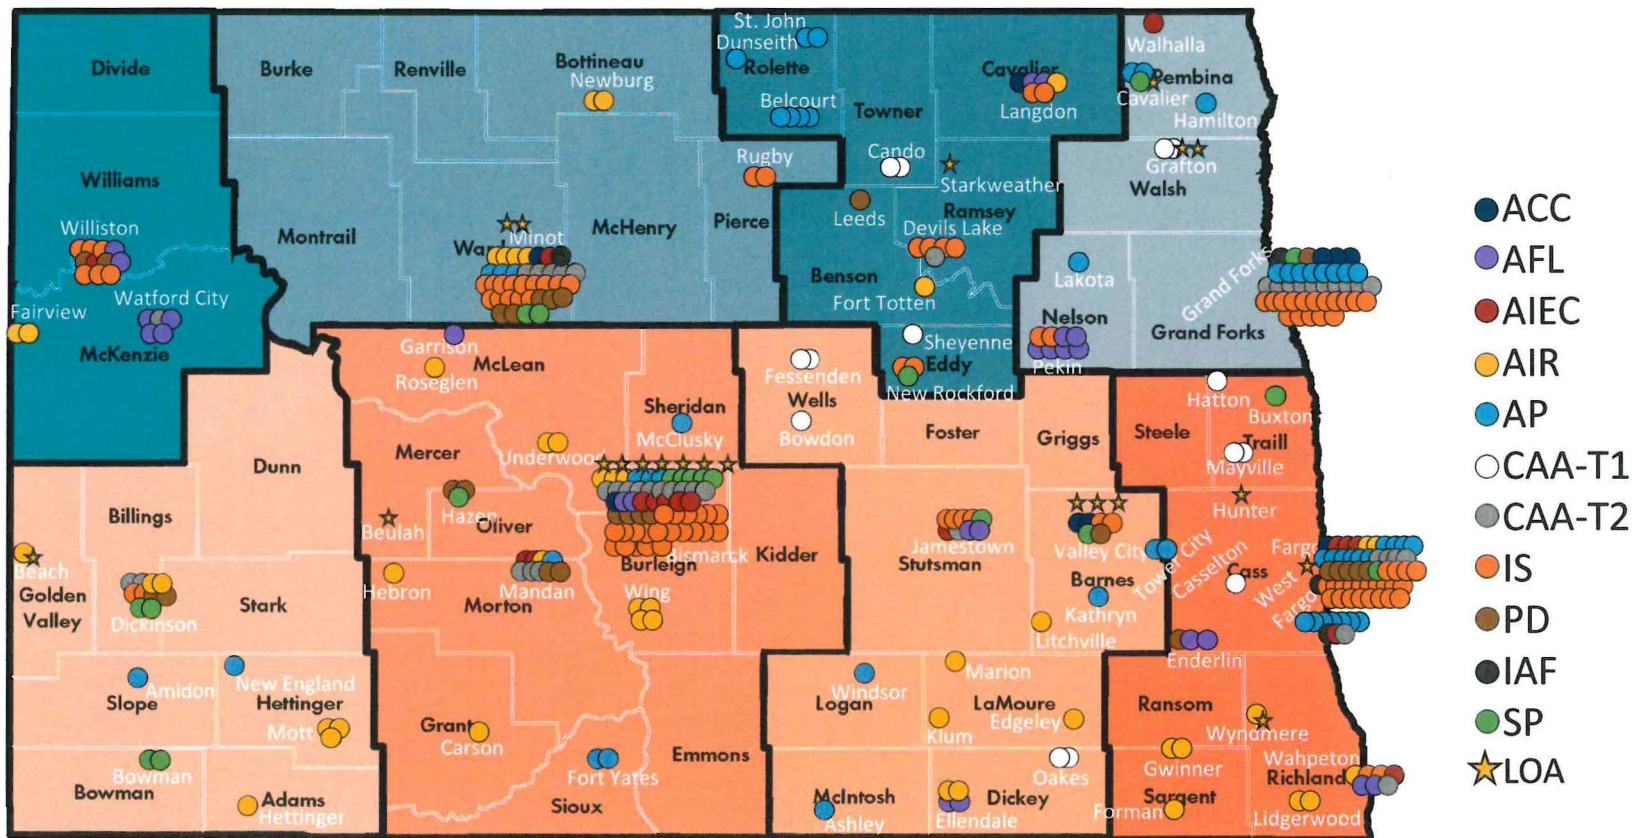 St. John
Dunseith
Rolette
Belcourt
Divide
Burke
Renville
Bottineau
Newburg
Towner
Cavalier
Langdon
Walhalla
Pembina
Cavalier
Hamilton
Cando
Rugby
Starkweather
Grafton
Walsh
Williams
Williston
Montrail
Ward
Minot
McHenry
Pierce
Leeds
Ramsey
Devils Lake
Benson
Fort Totten
Lakota
Nelson
Pekin
Grand Forks
Grand Forks
Fairview
Watford City
McKenzie
Garrison
McLean
Roseglen
Sheyenne
Eddy
New Rockford
Fessenden
Wells
Bowdon
Foster
Griggs
Steele
Hatton
Buxton
Traill
Mayville
Dunn
Mercer
Sheridan
McClusky
Underwood
Billings
Beulah
Hazen
Oliver
Bismarck
Burleigh
Kidder
Jamestown
Stutsman
Valley City
Barnes
Kathryn
Litchville
Tower City
Casselton
Cass
Hunter
Fargo
West
Fargo
Beach
Golden
Valley
Dickinson
Stark
Hebron
Morton
Mandan
Wing
Enderlin
Amidon
Slope
New England
Hettinger
Mott
Grant
Carson
Fort Yates
Emmons
Sioux
Windsor
Logan
Marion
LaMoure
Edgeley
Klum
Oakes
Ransom
Wyndmere
Gwinner
Wahpeton
Richland
Sargent
Forman
Lidgerwood
Bowman
Bowman
Adams
Hettinger
McIntosh
Ashley
Dickey
Ellendale
ACC
AFL
AIEC
AIR
AP
CAA-T1
CAA-T2
IS
PD
IAF
SP
LOA